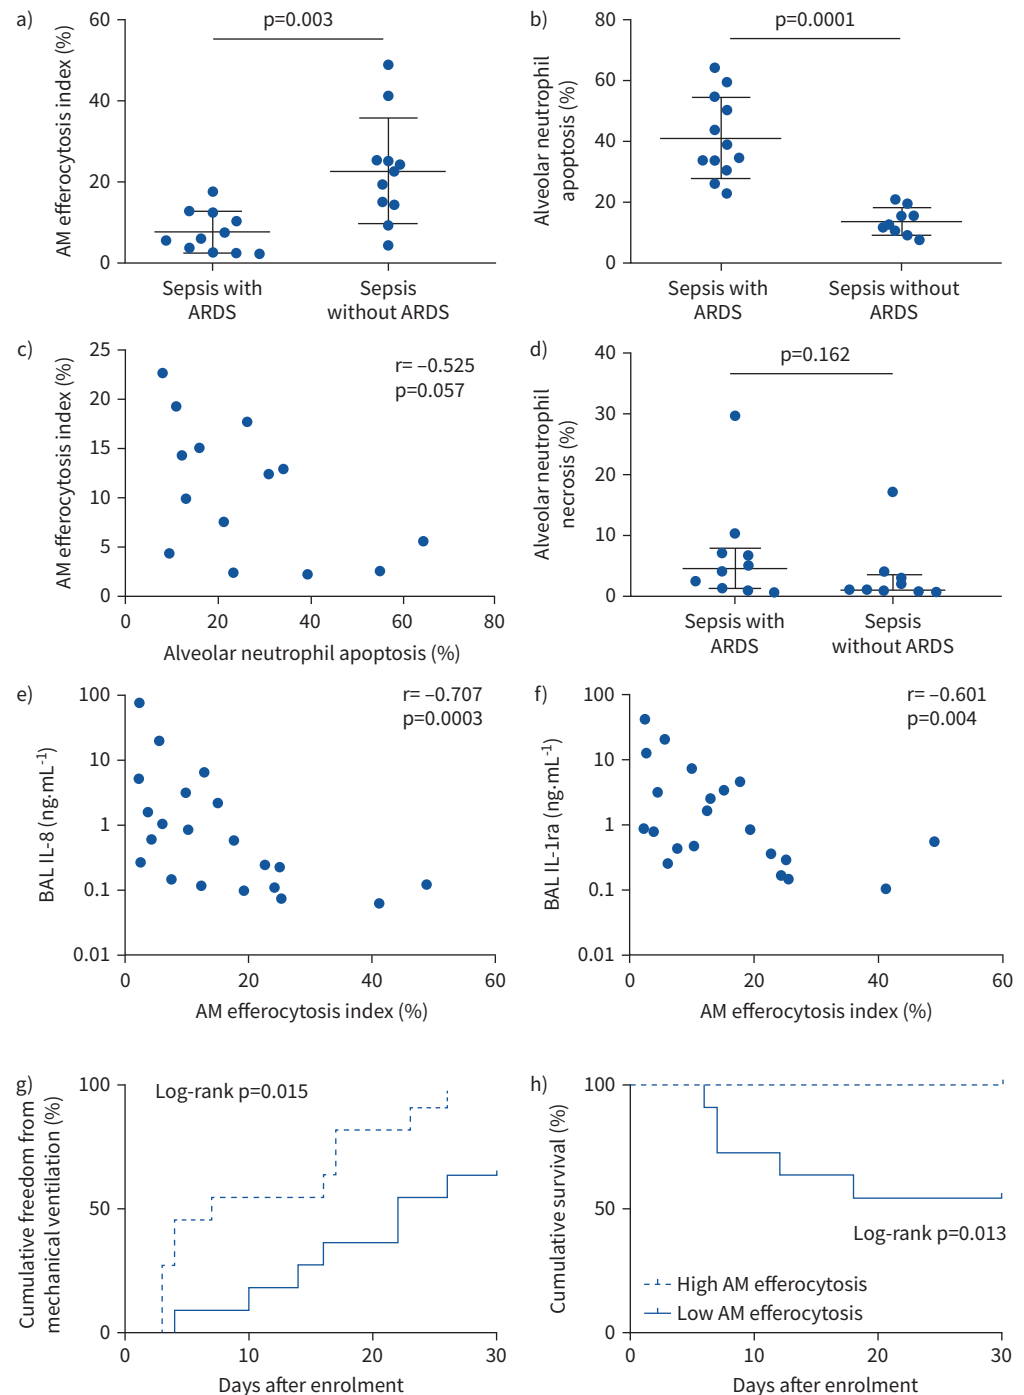 a)
p=0.003
AM efferocytosis index (%)
60
40
20
0
Sepsis with
ARDS
Sepsis
without ARDS
b)
p=0.0001
Alveolar neutrophil
apoptosis (%)
80
60
40
20
0
Sepsis with
ARDS
Sepsis without
ARDS
c)
r= –0.525
p=0.057
AM efferocytosis index (%)
25
20
15
10
5
0
0 20 40 60 80
Alveolar neutrophil apoptosis (%)
d)
p=0.162
Alveolar neutrophil
necrosis (%)
40
30
20
10
0
Sepsis with
ARDS
Sepsis
without ARDS
e)
r= –0.707
p=0.0003
BAL IL-8 (ng·mL⁻¹)
100
10
1
0.1
0.01
0 20 40 60
AM efferocytosis index (%)
f)
r= –0.601
p=0.004
BAL IL-1ra (ng·mL⁻¹)
100
10
1
0.1
0.01
0 20 40 60
AM efferocytosis index (%)
g)
Log-rank p=0.015
Cumulative freedom from
mechanical ventilation (%)
100
50
0
0 10 20 30
Days after enrolment
h)
Cumulative survival (%)
100
50
0
Log-rank p=0.013
High AM efferocytosis
Low AM efferocytosis
0 10 20 30
Days after enrolment